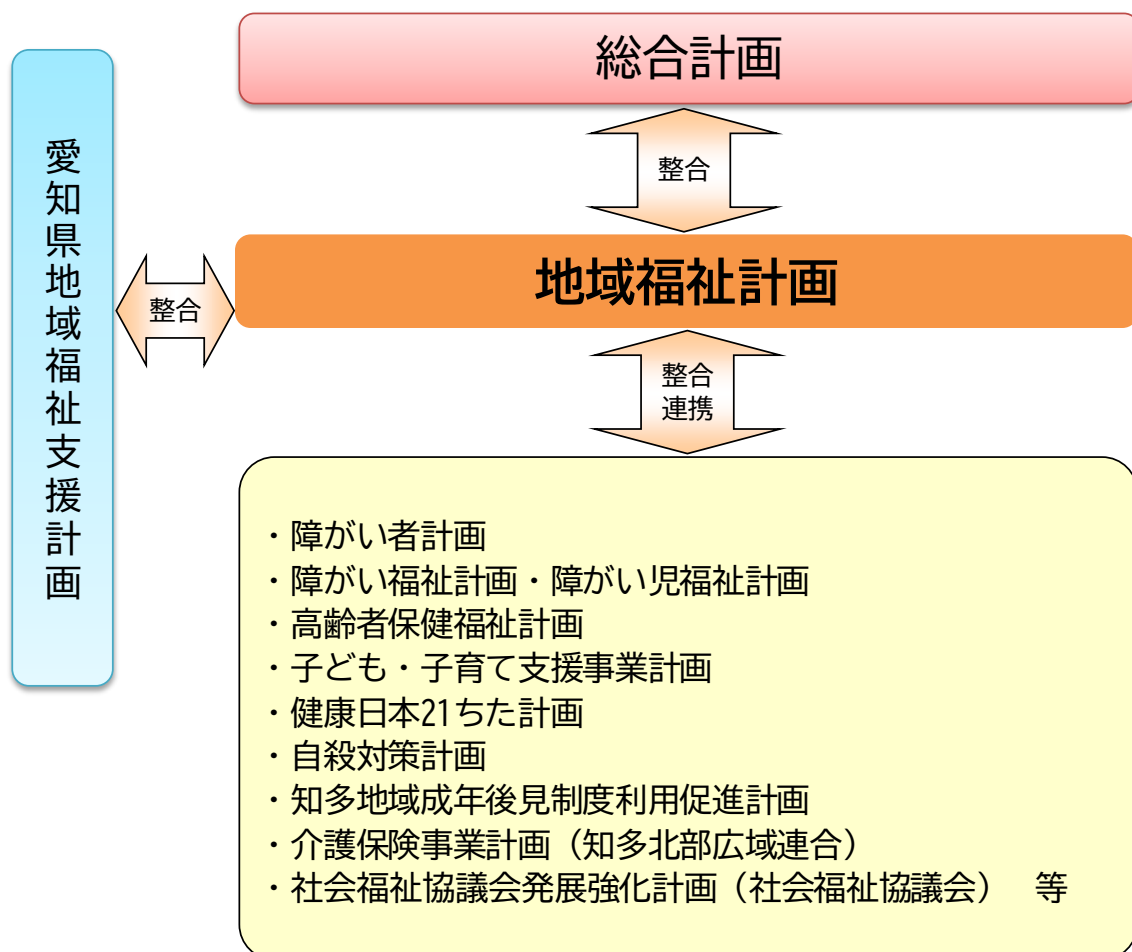 総合計画
整合
愛知県地域福祉支援計画
整合
地域福祉計画
整合
連携
・障がい者計画
・障がい福祉計画・障がい児福祉計画
・高齢者保健福祉計画
・子ども・子育て支援事業計画
・健康日本21ちた計画
・自殺対策計画
・知多地域成年後見制度利用促進計画
・介護保険事業計画（知多北部広域連合）
・社会福祉協議会発展強化計画（社会福祉協議会）　等